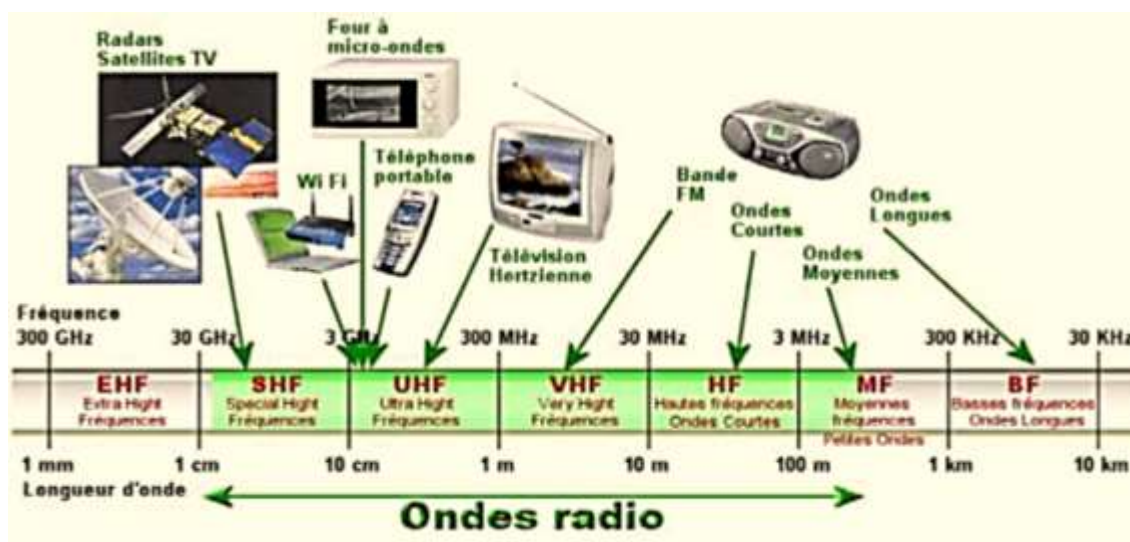 Radars
Satellites TV
Four à
micro-ondes
Wi Fi
Téléphone
portable
Télévision
Hertzienne
Bande
FM
Ondes
Courtes
Ondes
Moyennes
Ondes
Longues
Fréquence
300 GHz 30 GHz 3 GHz 300 MHz 30 MHz 3 MHz 300 KHz 30 KHz
EHF SHF UHF VHF HF MF BF
Extra Hight Special Hight Ultra Hight Very Hight Hautes fréquences Moyennes Basses fréquences
Fréquences Fréquences Fréquences Fréquences Ondes Courtes fréquences Ondes Longues
Petites Ondes
1 mm 1 cm 10 cm 1 m 10 m 100 m 1 km 10 km
Longueur d'onde
Ondes radio